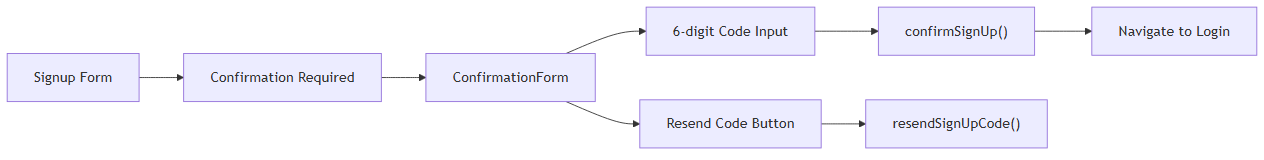 Signup Form
Confirmation Required
ConfirmationForm
6-digit Code Input
confirmSignUp()
Navigate to Login
Resend Code Button
resendSignUpCode()